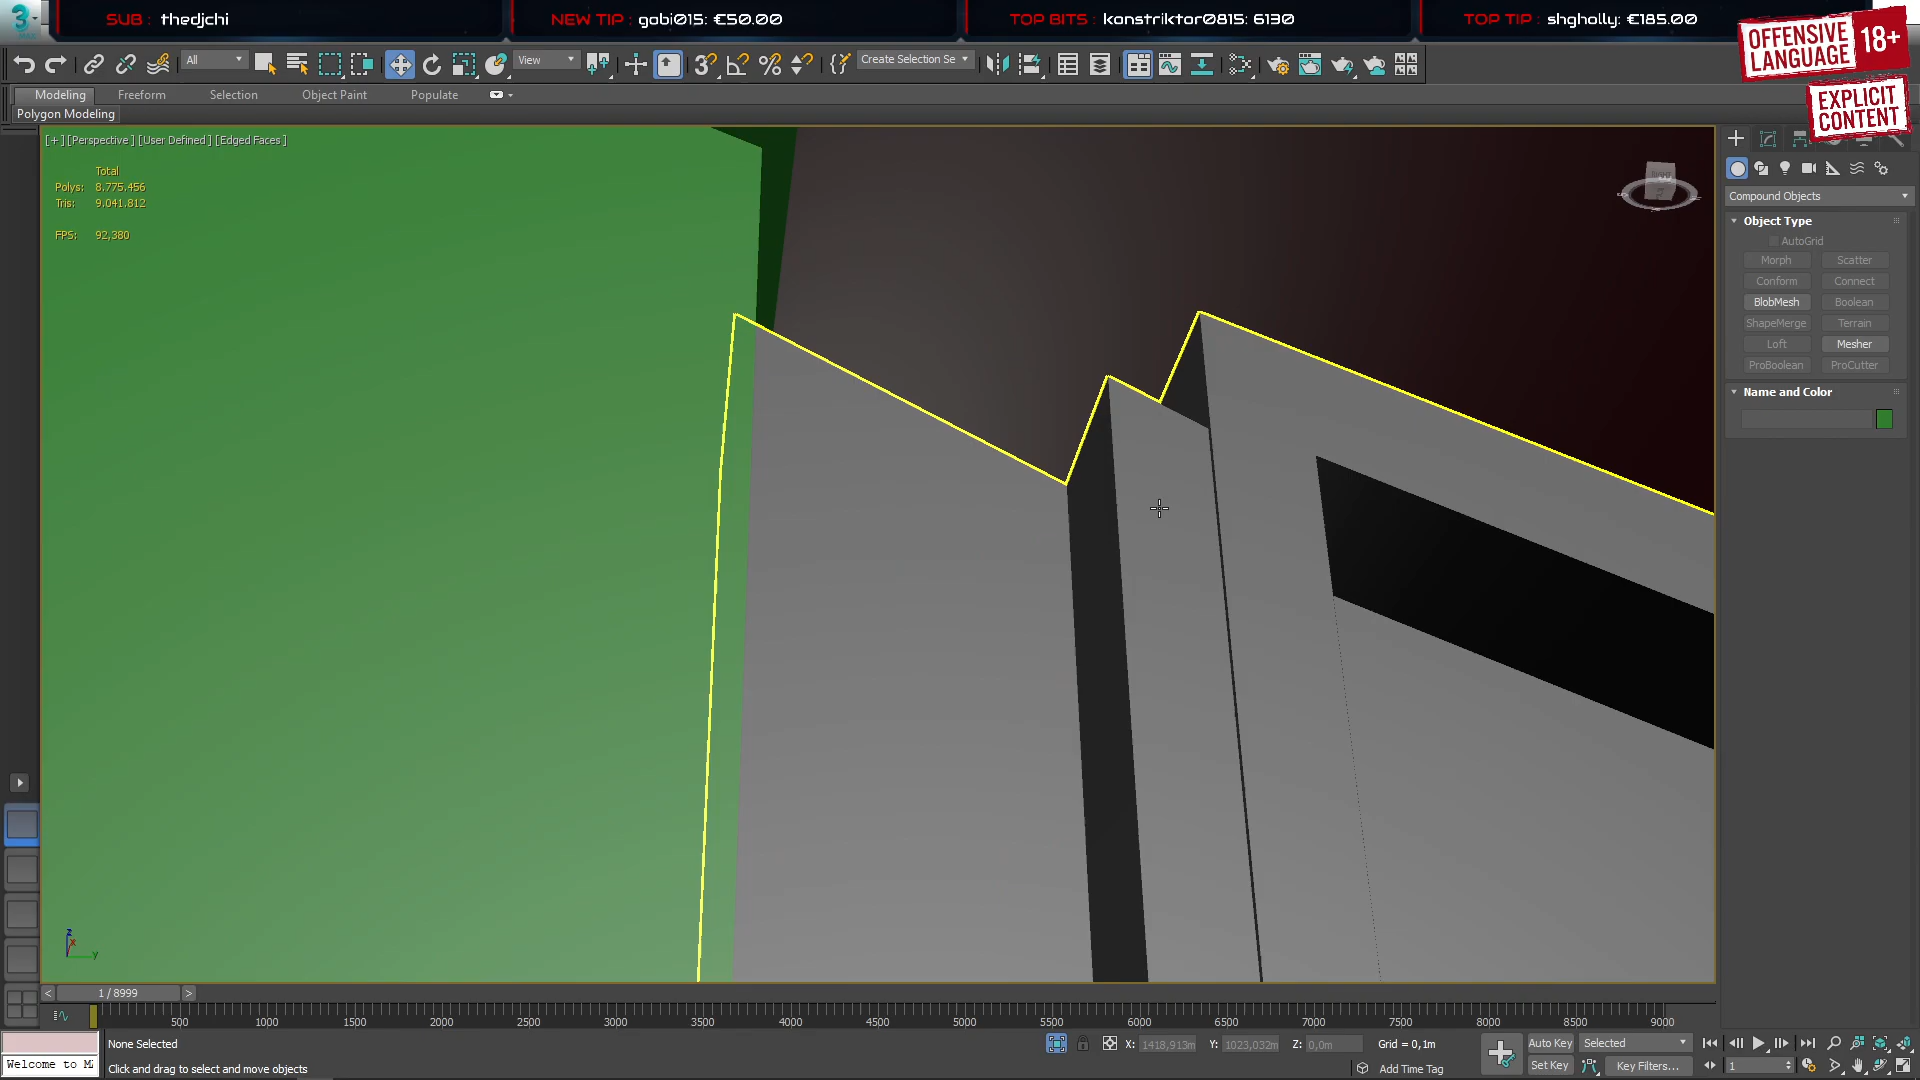 SUB : thedjchi
NEW TIP : gobi015: €50.00
TOP BITS : konstriktor0815: 6130
TOP TIP : shgholly: €185.00
OFFENSIVE LANGUAGE 18+
EXPLICIT CONTENT
3
MAX
All
View
Create Selection Se
Modeling
Freeform
Selection
Object Paint
Populate
Polygon Modeling
[+] [Perspective] [User Defined] [Edged Faces]
Total
Polys: 8.775.456
Tris: 9.041.812
FPS: 92,380
Compound Objects
Object Type
AutoGrid
Morph
Scatter
Conform
Connect
BlobMesh
Boolean
ShapeMerge
Terrain
Loft
Mesher
ProBoolean
ProCutter
Name and Color
z
x
y
< 1 / 8999 >
500 1000 1500 2000 2500 3000 3500 4000 4500 5000 5500 6000 6500 7000 7500 8000 8500 9000
None Selected
X: 1418,913m Y: 1023,032m Z: 0,0m
Grid = 0,1m
Auto Key
Selected
Welcome to M
Click and drag to select and move objects
Add Time Tag
Set Key
Key Filters...
1